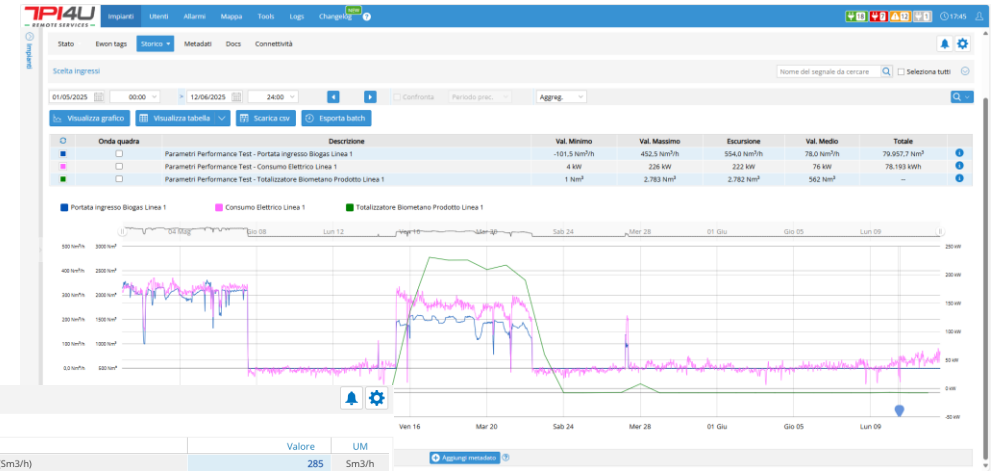 TPI4U
REMOTE SERVICES
Impianti Utenti Allarmi Mappa Tools Logs Changelog New
18 12 1 17:45
Impianti
Stato Ewon tags Storico Metadati Docs Connettività
Scelta ingressi Nome del segnale da cercare Seleziona tutti
01/05/2025 00:00 12/06/2025 24:00 Confronta Periodo prec. Aggreg.
Visualizza grafico Visualizza tabella Scarica csv Esporta batch
Onda quadra Descrizione Val. Minimo Val. Massimo Escursione Val. Medio Totale
Parametri Performance Test - Portata ingresso Biogas Linea 1 -101,5 Nm³/h 452,5 Nm³/h 554,0 Nm³/h 78,0 Nm³/h 79.957,7 Nm³
Parametri Performance Test - Consumo Elettrico Linea 1 4 kW 226 kW 222 kW 76 kW 78.193 kWh
Parametri Performance Test - Totalizzatore Biometano Prodotto Linea 1 1 Nm³ 2.783 Nm³ 2.782 Nm³ 562 Nm³ --
Portata ingresso Biogas Linea 1 Consumo Elettrico Linea 1 Totalizzatore Biometano Prodotto Linea 1
04 Mag Gio 08 Lun 12 Ven 16 Mar 20 Sab 24 Mer 28 01 Giu Gio 05 Lun 09
500 Nm³/h 3000 Nm³ 250 kW
400 Nm³/h 2500 Nm³ 200 kW
300 Nm³/h 2000 Nm³ 150 kW
200 Nm³/h 1500 Nm³
100 Nm³/h 1000 Nm³ 100 kW
0,0 Nm³/h 500 Nm³ 50 kW
0 kW
-50 kW
Ven 16 Mar 20 Sab 24 Mer 28 01 Giu Gio 05 Lun 09
Valore UM
(Sm3/h) 285 Sm3/h
Aggiungi metadato